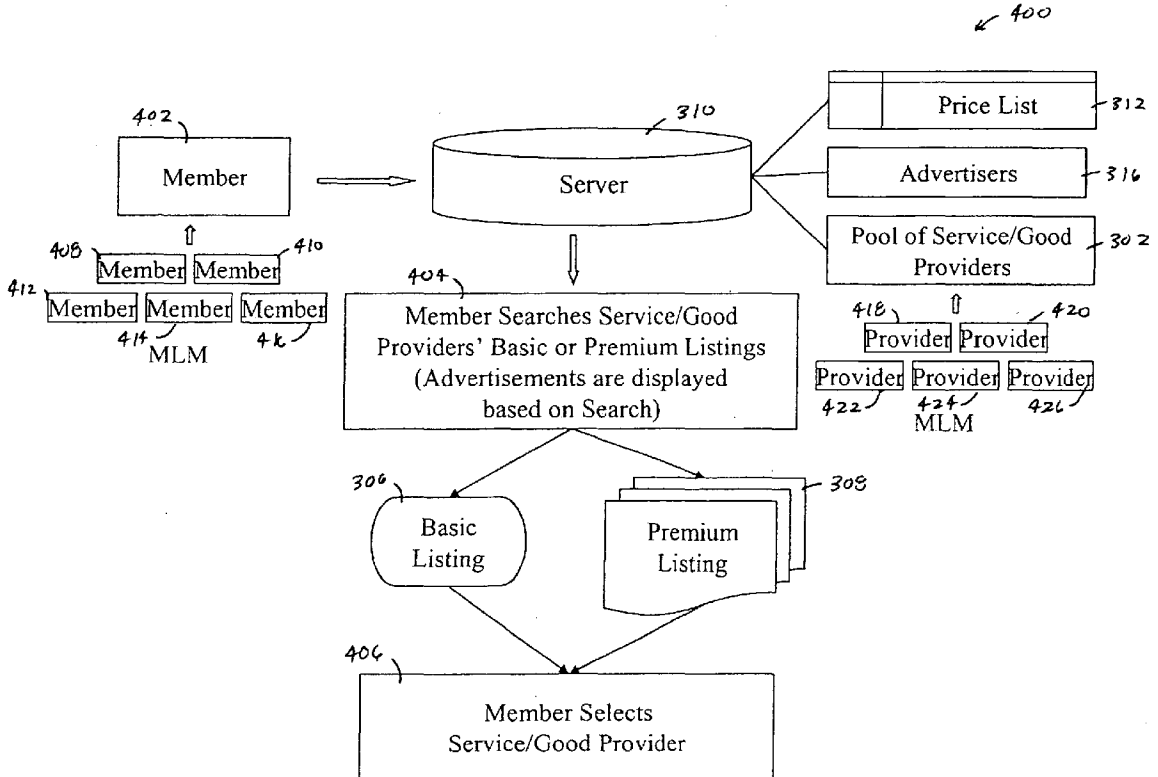 400
402
Member
310
Server
Price List
312
Advertisers
316
Pool of Service/Good
Providers
302
408
Member
Member
410
412
Member
Member
Member
414
416
MLM
418
Provider
Provider
420
Provider
Provider
Provider
422
424
426
MLM
404
Member Searches Service/Good
Providers' Basic or Premium Listings
(Advertisements are displayed
based on Search)
306
Basic
Listing
308
Premium
Listing
406
Member Selects
Service/Good Provider